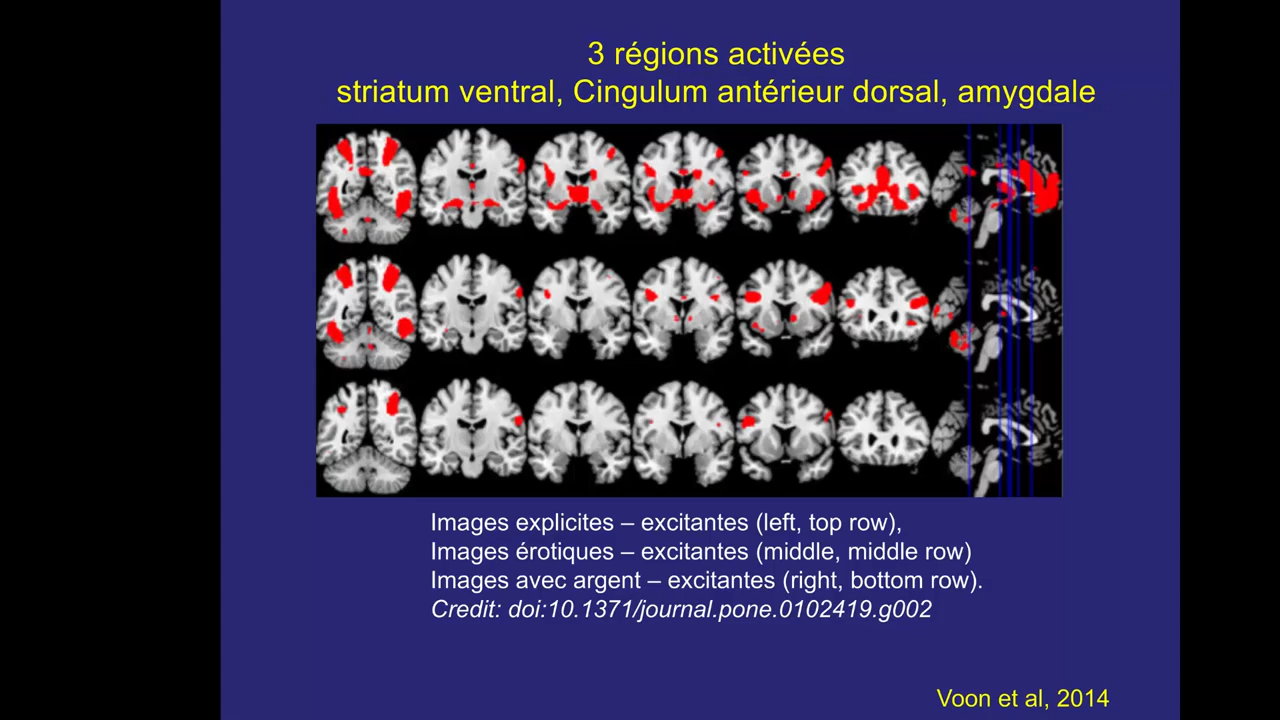 3 régions activées
striatum ventral, Cingulum antérieur dorsal, amygdale
Images explicites – excitantes (left, top row),
Images érotiques – excitantes (middle, middle row)
Images avec argent – excitantes (right, bottom row).
Credit: doi:10.1371/journal.pone.0102419.g002
Voon et al, 2014